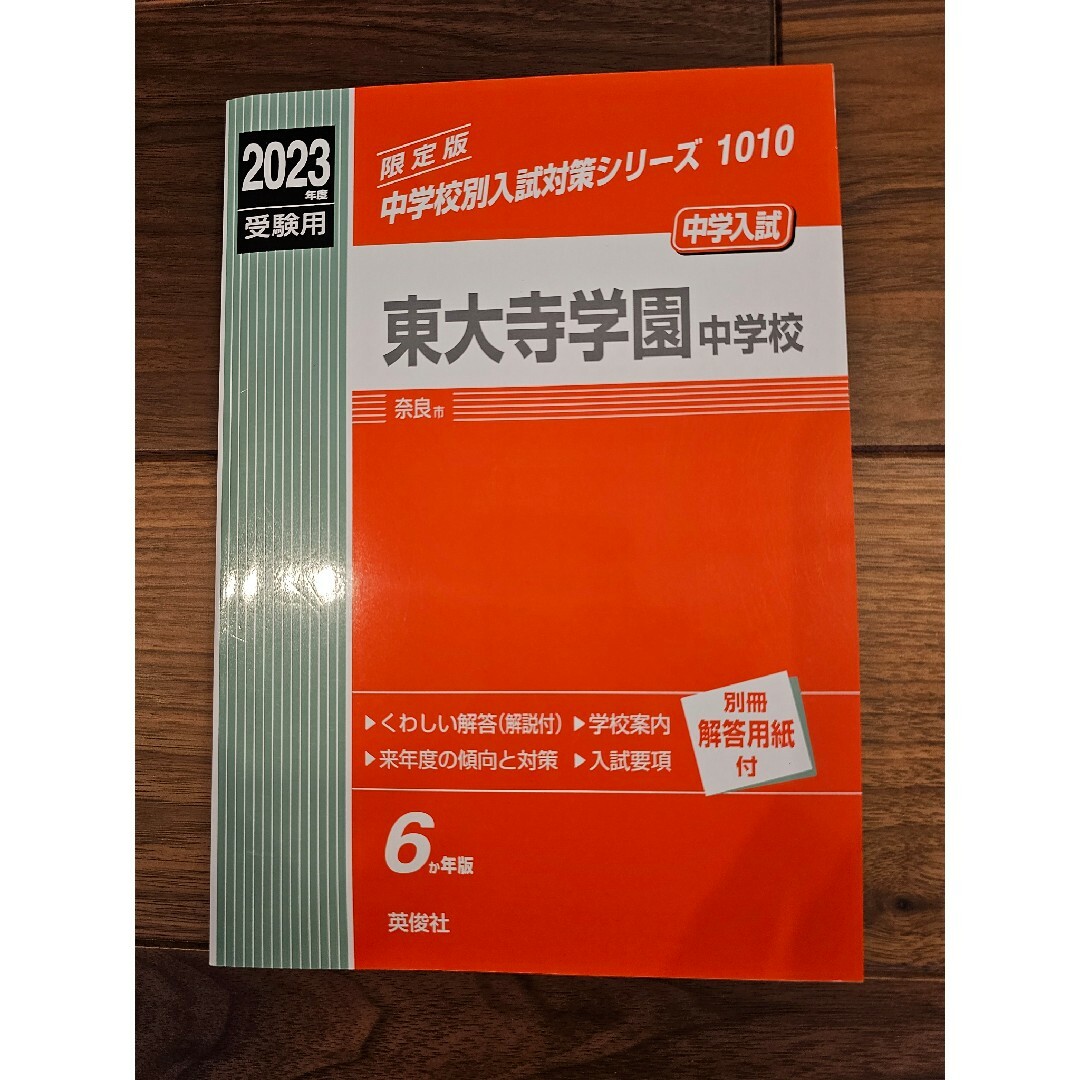 2023年度
受験用
限定版
中学校別入試対策シリーズ 1010
中学入試
東大寺学園中学校
奈良市
▶くわしい解答(解説付) ▶学校案内
▶来年度の傾向と対策 ▶入試要項
別冊
解答用紙
付
6か年版
英俊社